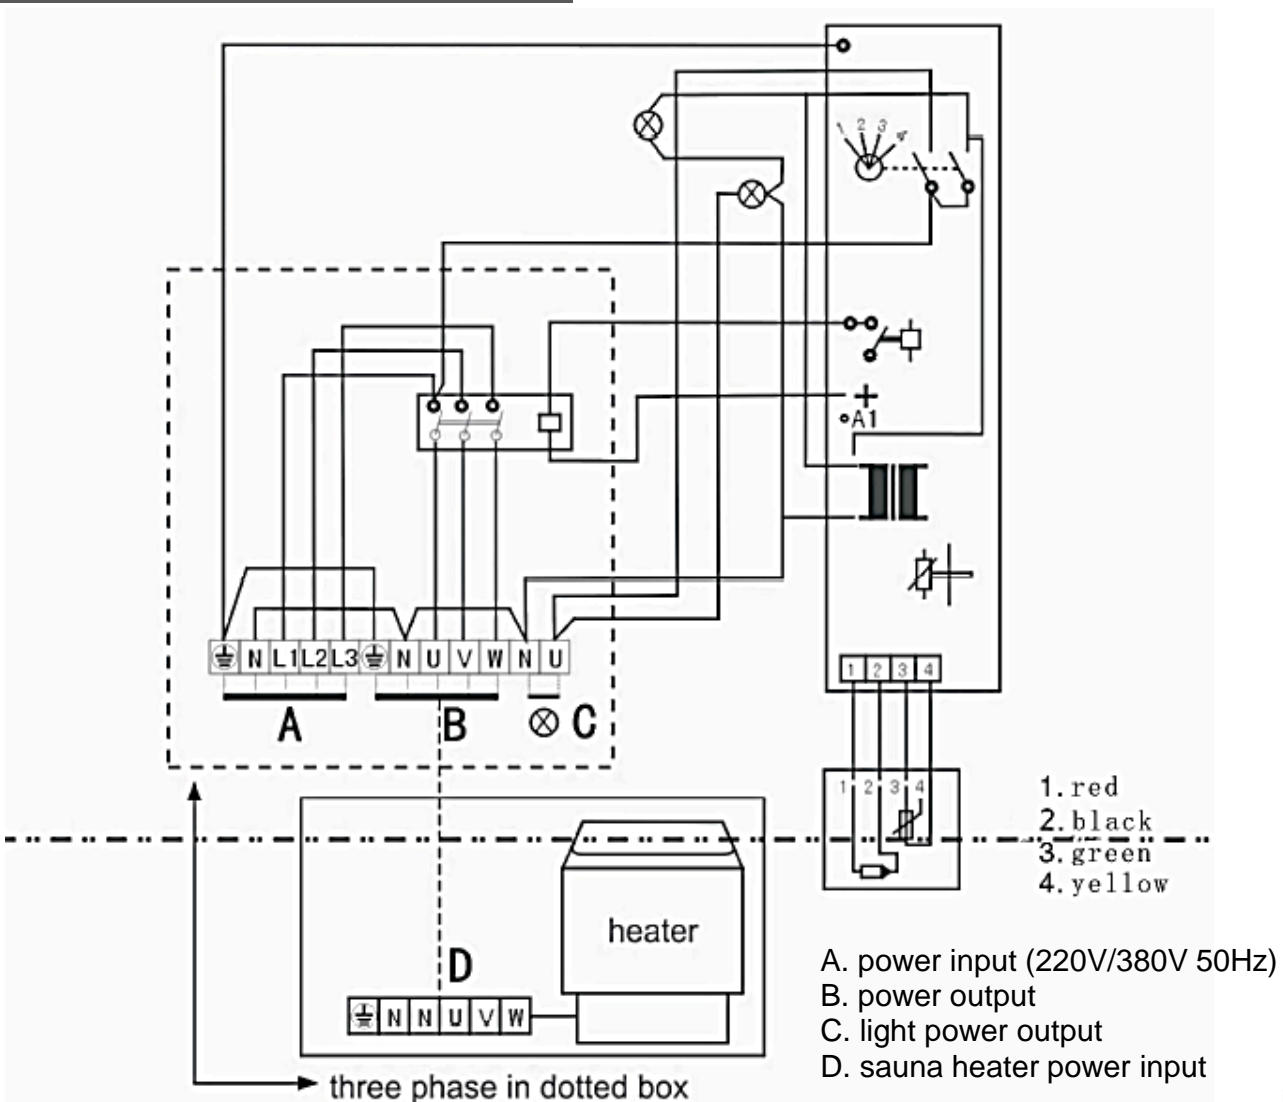 1 2 3 4
A1
N L1 L2 L3 N U V W N U
A B C
1 2 3 4
1 2 3 4
1. red
2. black
3. green
4. yellow
heater
D
N N U V W
A. power input (220V/380V 50Hz)
B. power output
C. light power output
D. sauna heater power input
three phase in dotted box